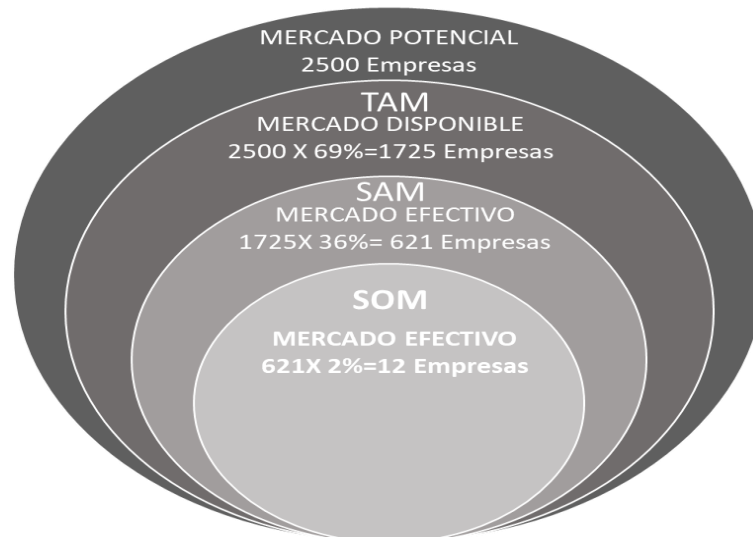 MERCADO POTENCIAL
2500 Empresas
TAM
MERCADO DISPONIBLE
2500 X 69%=1725 Empresas
SAM
MERCADO EFECTIVO
1725X 36%= 621 Empresas
SOM
MERCADO EFECTIVO
621X 2%=12 Empresas